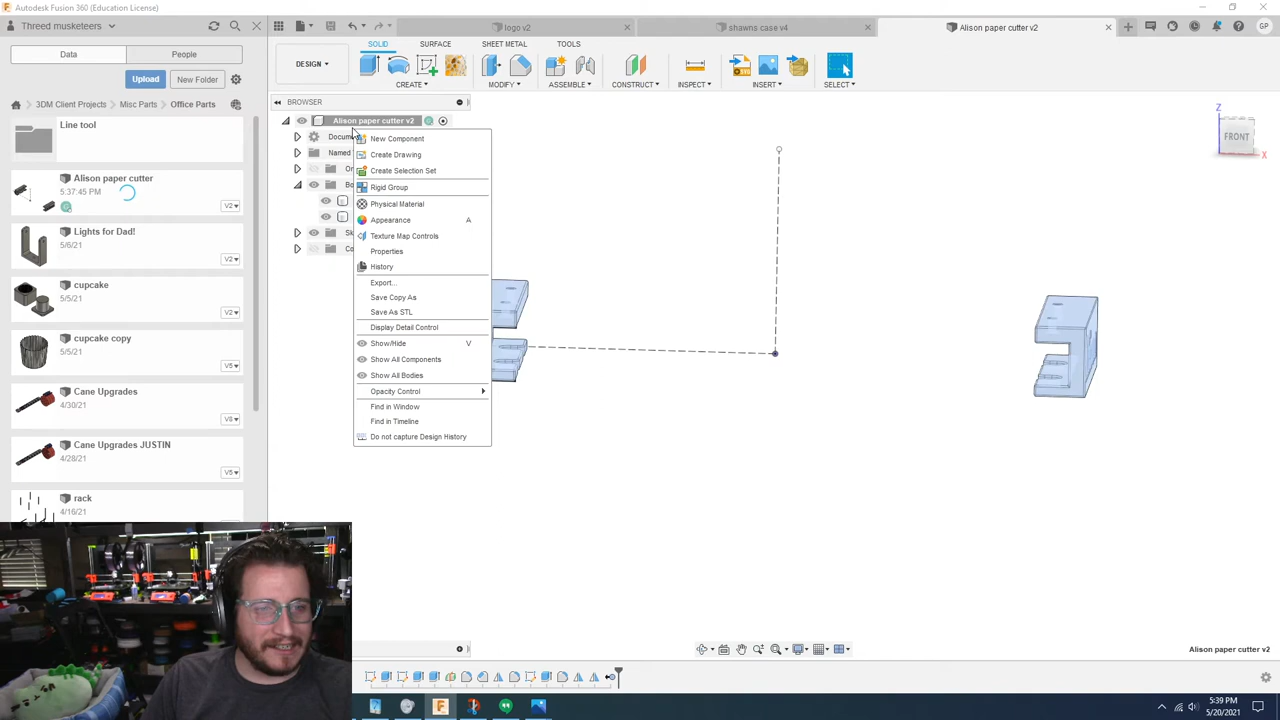 Autodesk Fusion 360 (Education License)
Threed musketeers
logo v2
shawns case v4
Alison paper cutter v2
GP
Data
People
SOLID
SURFACE
SHEET METAL
TOOLS
Upload
New Folder
DESIGN
CREATE
MODIFY
ASSEMBLE
CONSTRUCT
INSPECT
INSERT
SELECT
3DM Client Projects
Misc Parts
Office Parts
BROWSER
Line tool
Alison paper cutter v2
Z
FRONT
X
Docum
Named
Bo
Sk
Co
New Component
Create Drawing
Create Selection Set
Rigid Group
Physical Material
Appearance A
Texture Map Controls
Properties
History
Export...
Save Copy As
Save As STL
Display Detail Control
Show/Hide V
Show All Components
Show All Bodies
Opacity Control
Find in Window
Find in Timeline
Do not capture Design History
Alison paper cutter
5:37:45 PM
V2
Lights for Dad!
5/6/21
V2
cupcake
5/5/21
V2
cupcake copy
V2
Cane Upgrades
4/30/21
V8
Cane Upgrades JUSTIN
4/28/21
V5
rack
4/16/21
Alison paper cutter v2
5:39 PM
5/20/2021